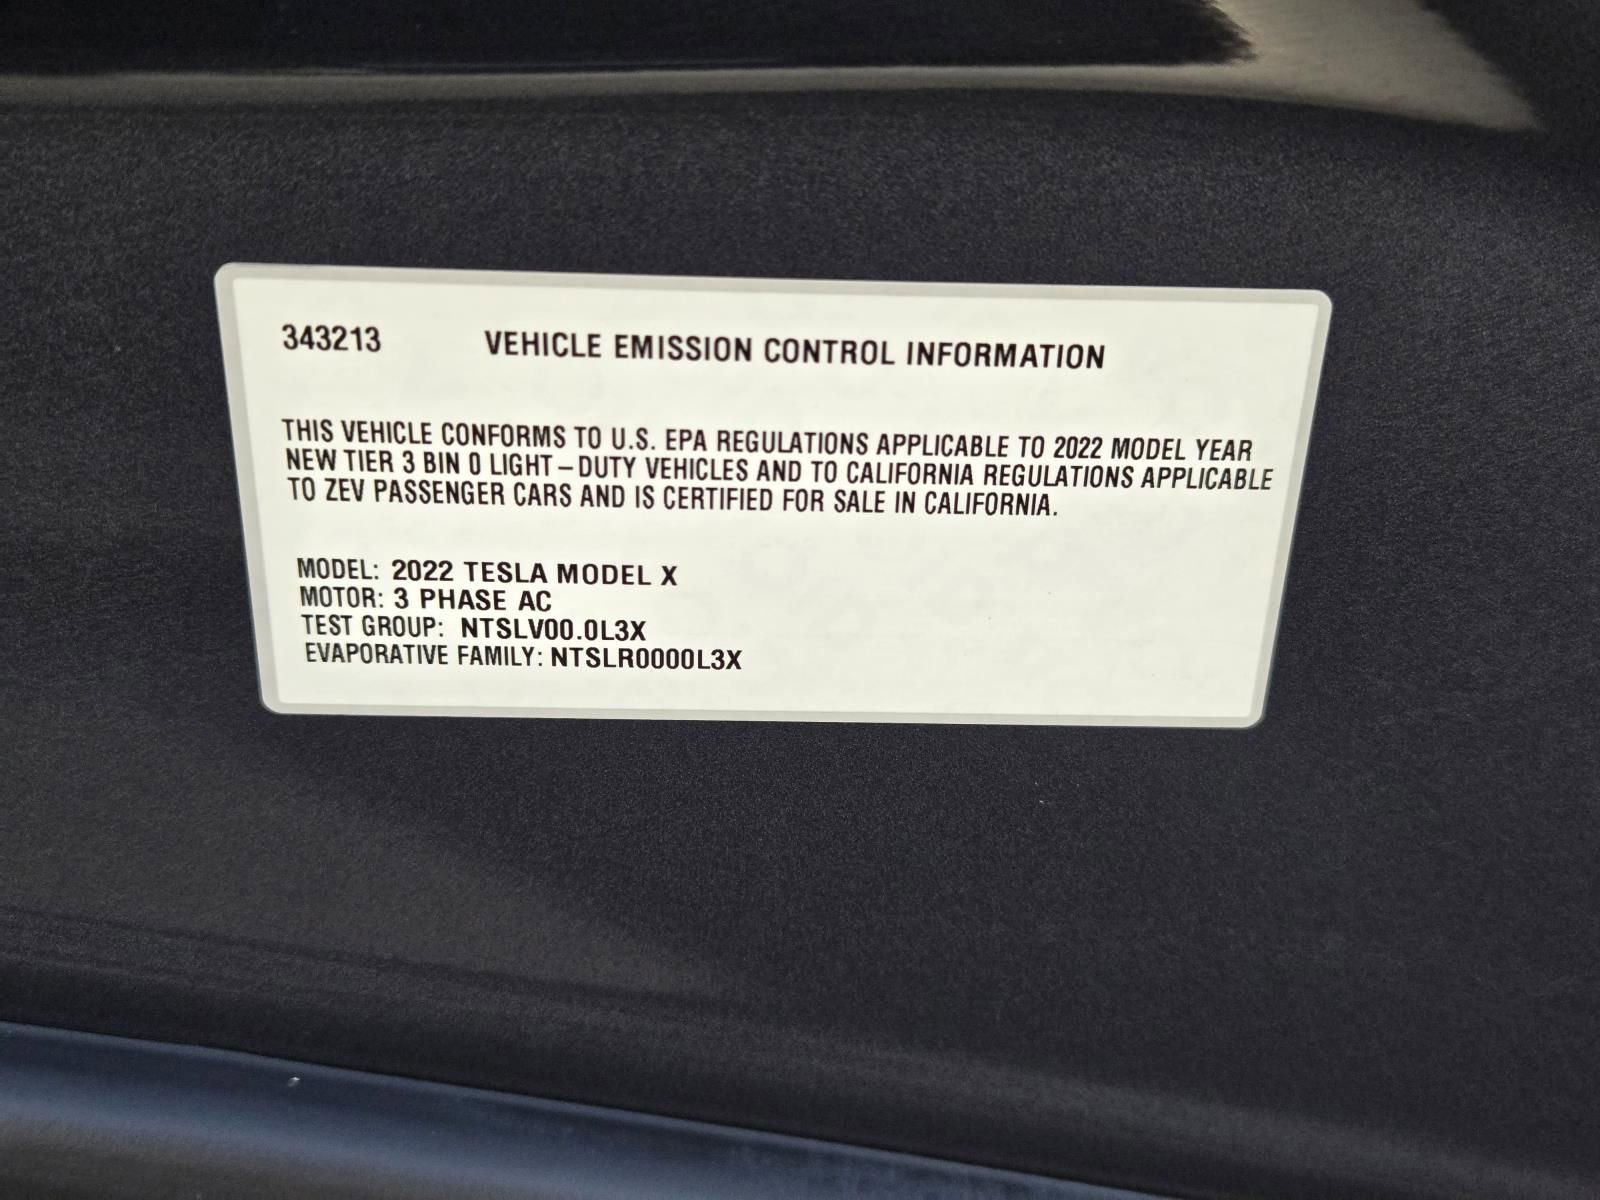 343213 VEHICLE EMISSION CONTROL INFORMATION
THIS VEHICLE CONFORMS TO U.S. EPA REGULATIONS APPLICABLE TO 2022 MODEL YEAR
NEW TIER 3 BIN 0 LIGHT–DUTY VEHICLES AND TO CALIFORNIA REGULATIONS APPLICABLE
TO ZEV PASSENGER CARS AND IS CERTIFIED FOR SALE IN CALIFORNIA.
MODEL: 2022 TESLA MODEL X
MOTOR: 3 PHASE AC
TEST GROUP: NTSLV00.0L3X
EVAPORATIVE FAMILY: NTSLR0000L3X